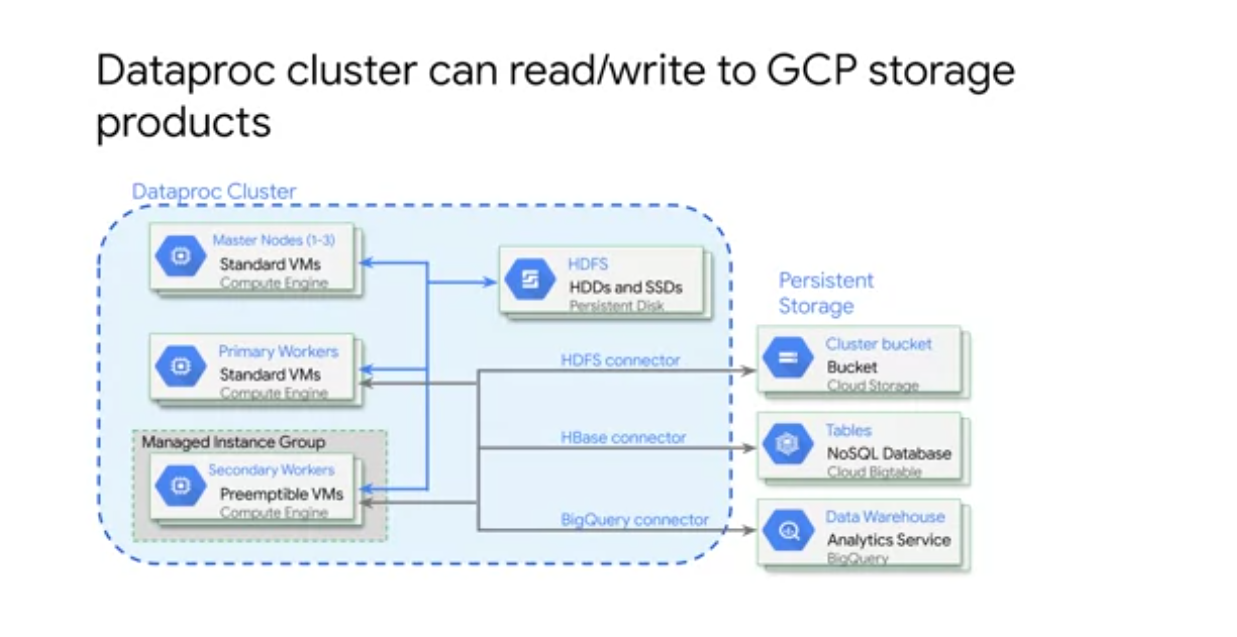 Dataproc cluster can read/write to GCP storage
products
Dataproc Cluster
Master Nodes (1-3)
Standard VMs
Compute Engine
HDFS
HDDs and SSDs
Persistent Disk
Primary Workers
Standard VMs
Compute Engine
Managed Instance Group
Secondary Workers
Preemptible VMs
Compute Engine
HDFS connector
HBase connector
BigQuery connector
Persistent
Storage
Cluster bucket
Bucket
Cloud Storage
Tables
NoSQL Database
Cloud Bigtable
Data Warehouse
Analytics Service
BigQuery